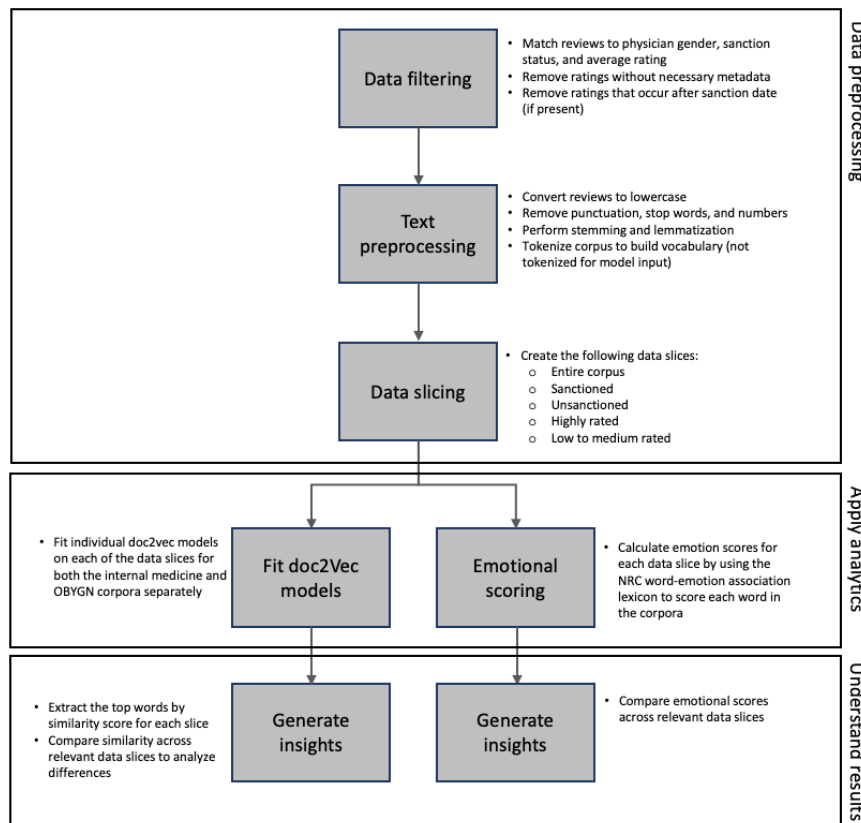 Data preprocessing
Data filtering
• Match reviews to physician gender, sanction
status, and average rating
• Remove ratings without necessary metadata
• Remove ratings that occur after sanction date
(if present)
Text
preprocessing
• Convert reviews to lowercase
• Remove punctuation, stop words, and numbers
• Perform stemming and lemmatization
• Tokenize corpus to build vocabulary (not
tokenized for model input)
Data slicing
• Create the following data slices:
o Entire corpus
o Sanctioned
o Unsanctioned
o Highly rated
o Low to medium rated
Apply analytics
• Fit individual doc2vec models
on each of the data slices for
both the internal medicine and
OBYGN corpora separately
Fit doc2Vec
models
Emotional
scoring
• Calculate emotion scores for
each data slice by using the
NRC word-emotion association
lexicon to score each word in
the corpora
Understand results
• Extract the top words by
similarity score for each slice
• Compare similarity across
relevant data slices to analyze
differences
Generate
insights
Generate
insights
• Compare emotional scores
across relevant data slices